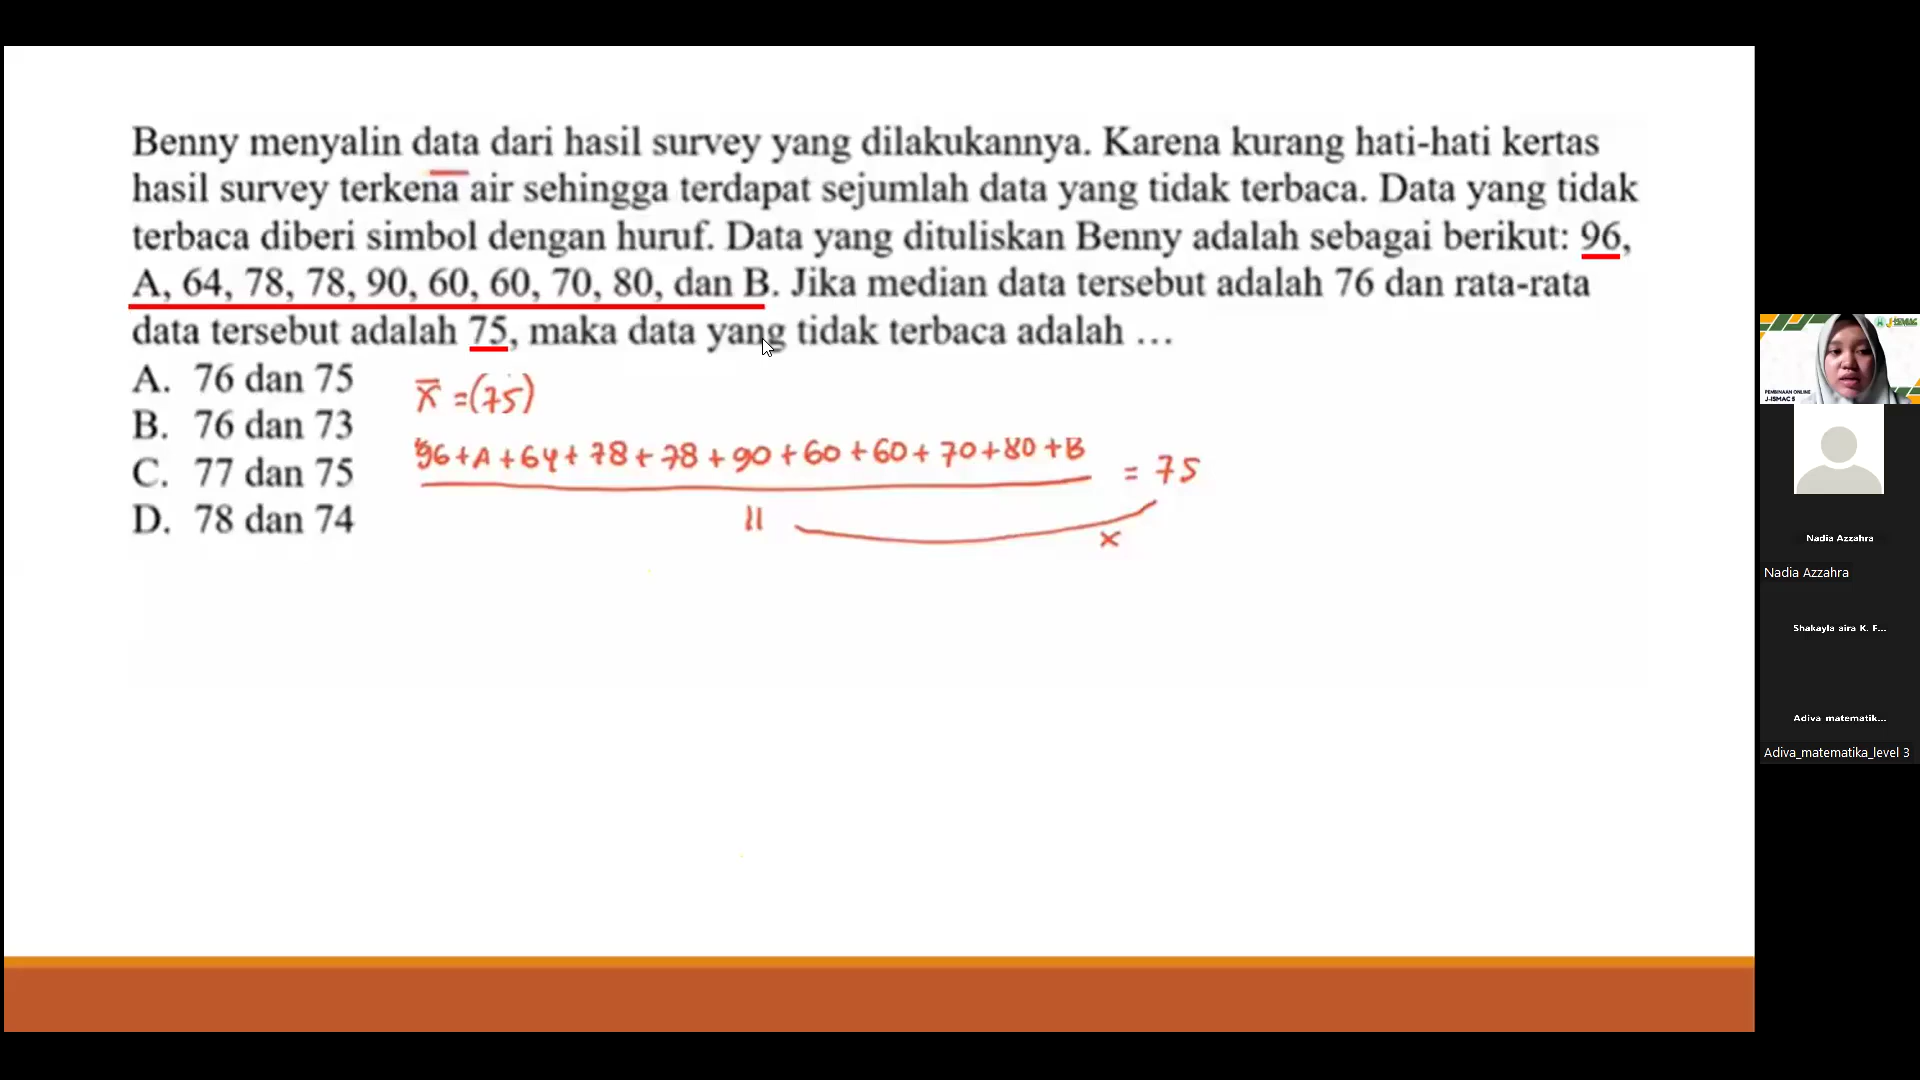 Benny menyalin data dari hasil survey yang dilakukannya. Karena kurang hati-hati kertas
hasil survey terkena air sehingga terdapat sejumlah data yang tidak terbaca. Data yang tidak
terbaca diberi simbol dengan huruf. Data yang dituliskan Benny adalah sebagai berikut: 96,
A, 64, 78, 78, 90, 60, 60, 70, 80, dan B. Jika median data tersebut adalah 76 dan rata-rata
data tersebut adalah 75, maka data yang tidak terbaca adalah …
A. 76 dan 75
B. 76 dan 73
C. 77 dan 75
D. 78 dan 74
x̄ = (75)
96 + A + 64 + 78 + 78 + 90 + 60 + 60 + 70 + 80 + B
= 75
11
x
J-ISMAC
PEMBINAAN ONLINE
J-ISMAC 5
Nadia Azzahra
Nadia Azzahra
Shakayla aira K. F...
Adiva matematik...
Adiva_matematika_level 3